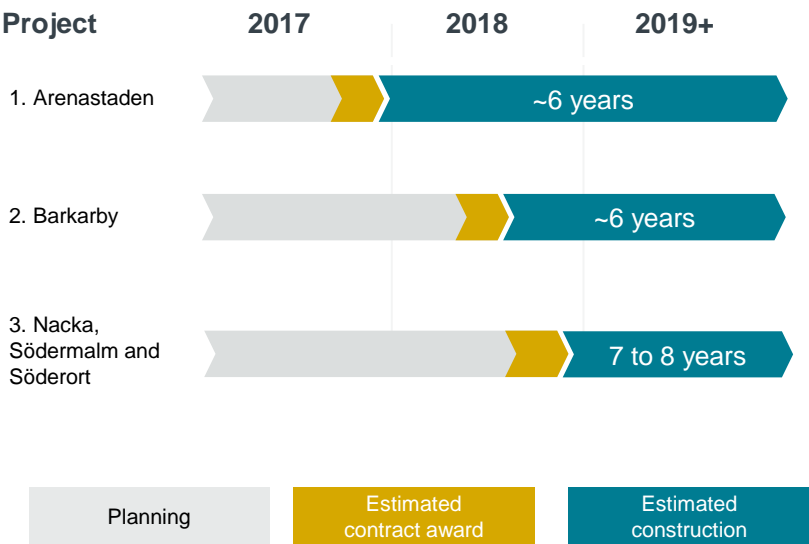 Project 2017 2018 2019+
1. Arenastaden
~6 years
2. Barkarby
~6 years
3. Nacka,
Södermalm and
Söderort
7 to 8 years
Planning
Estimated
contract award
Estimated
construction